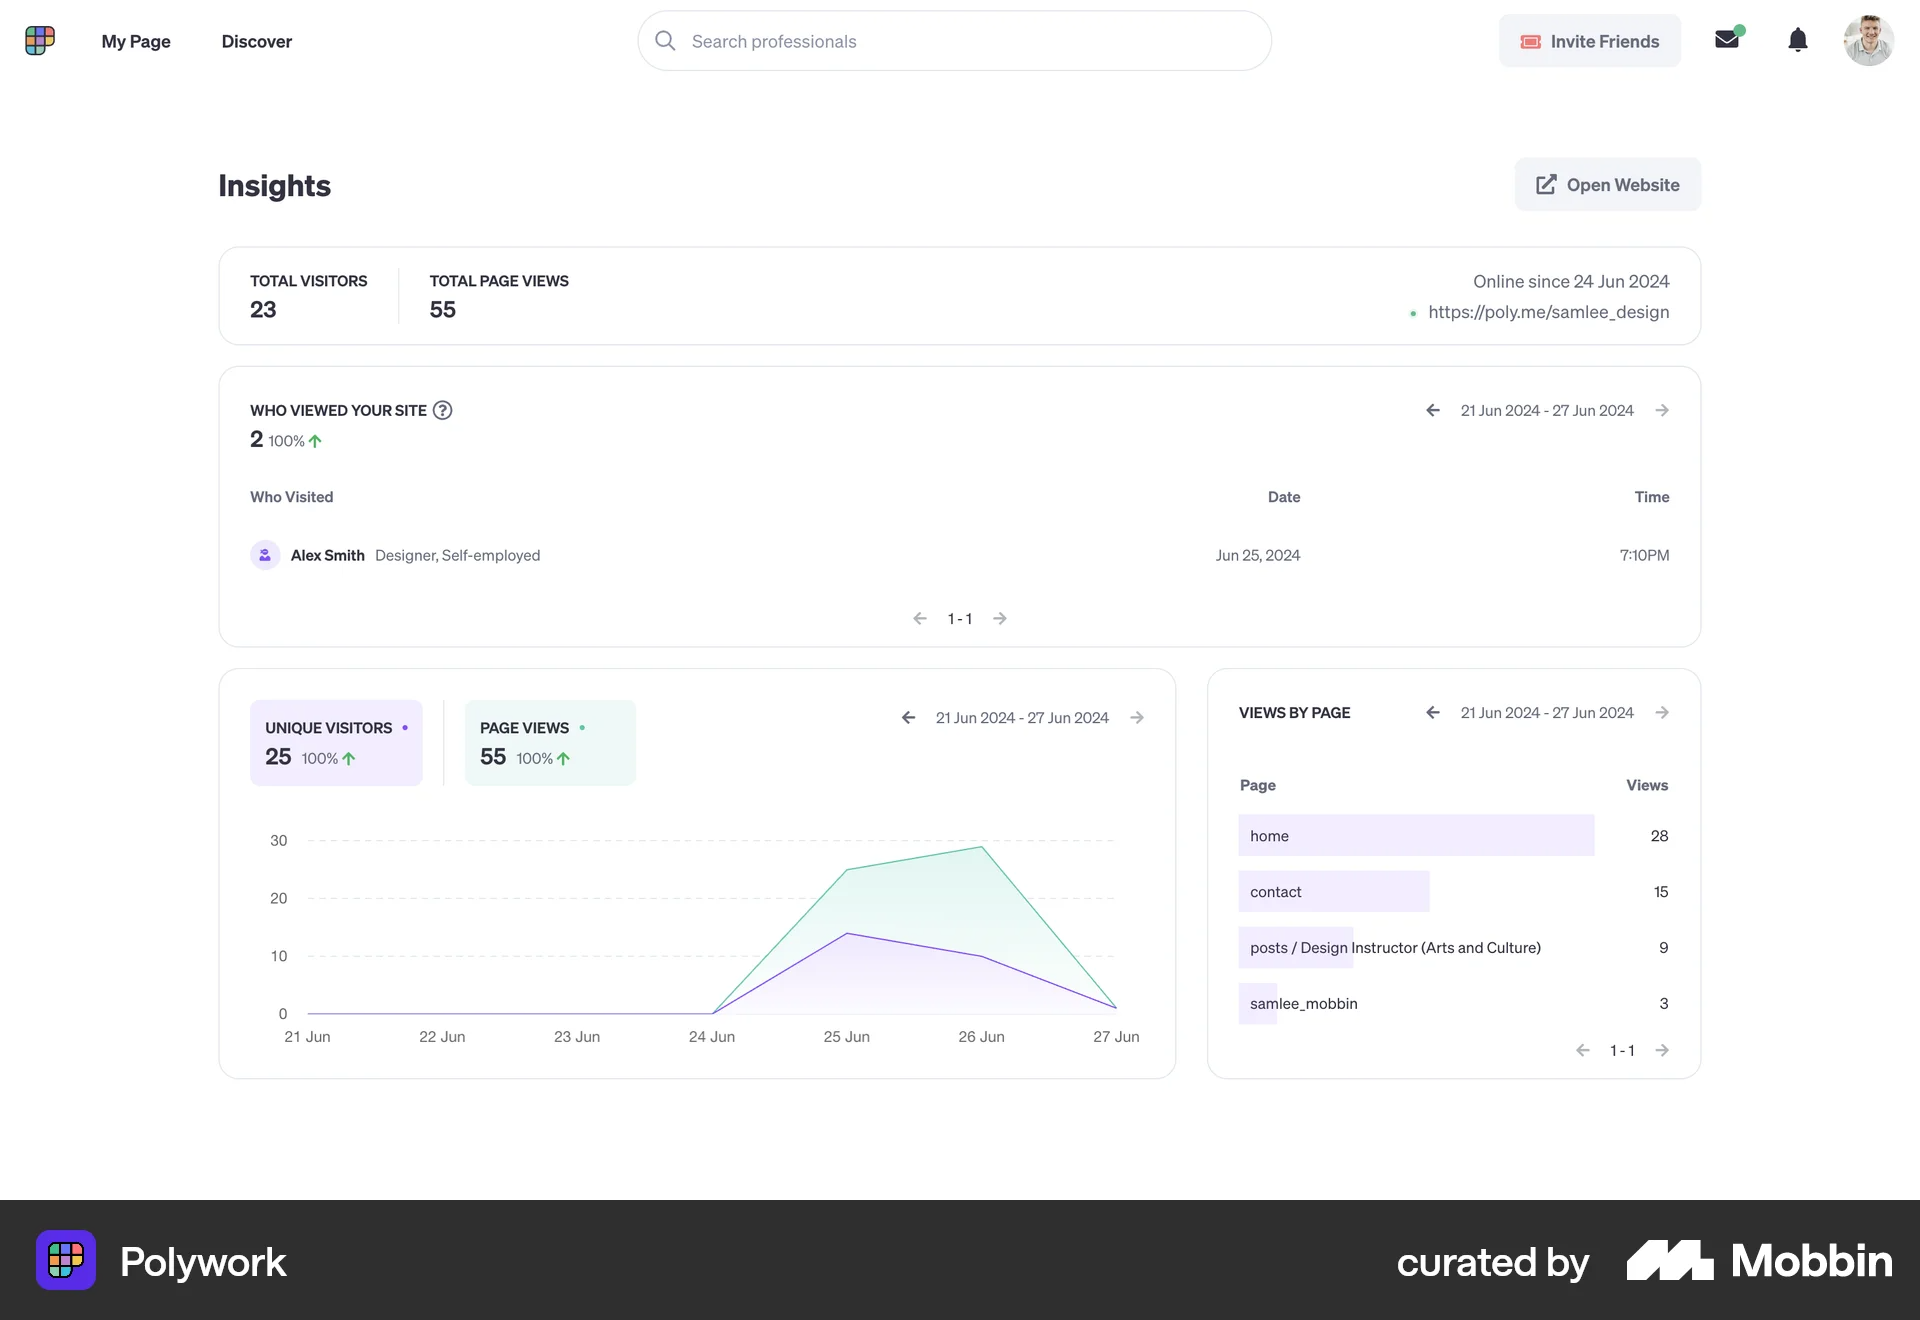 My Page
Discover
Search professionals
Invite Friends
Insights
Open Website
TOTAL VISITORS
23
TOTAL PAGE VIEWS
55
Online since 24 Jun 2024
https://poly.me/samlee_design
WHO VIEWED YOUR SITE ?
2 100%
21 Jun 2024 - 27 Jun 2024
Who Visited Date Time
Alex Smith Designer, Self-employed Jun 25, 2024 7:10PM
1 - 1
UNIQUE VISITORS
25 100%
PAGE VIEWS
55 100%
21 Jun 2024 - 27 Jun 2024
30
20
10
0
21 Jun 22 Jun 23 Jun 24 Jun 25 Jun 26 Jun 27 Jun
VIEWS BY PAGE
21 Jun 2024 - 27 Jun 2024
Page Views
home 28
contact 15
posts / Design Instructor (Arts and Culture) 9
samlee_mobbin 3
1 - 1
Polywork
curated by Mobbin